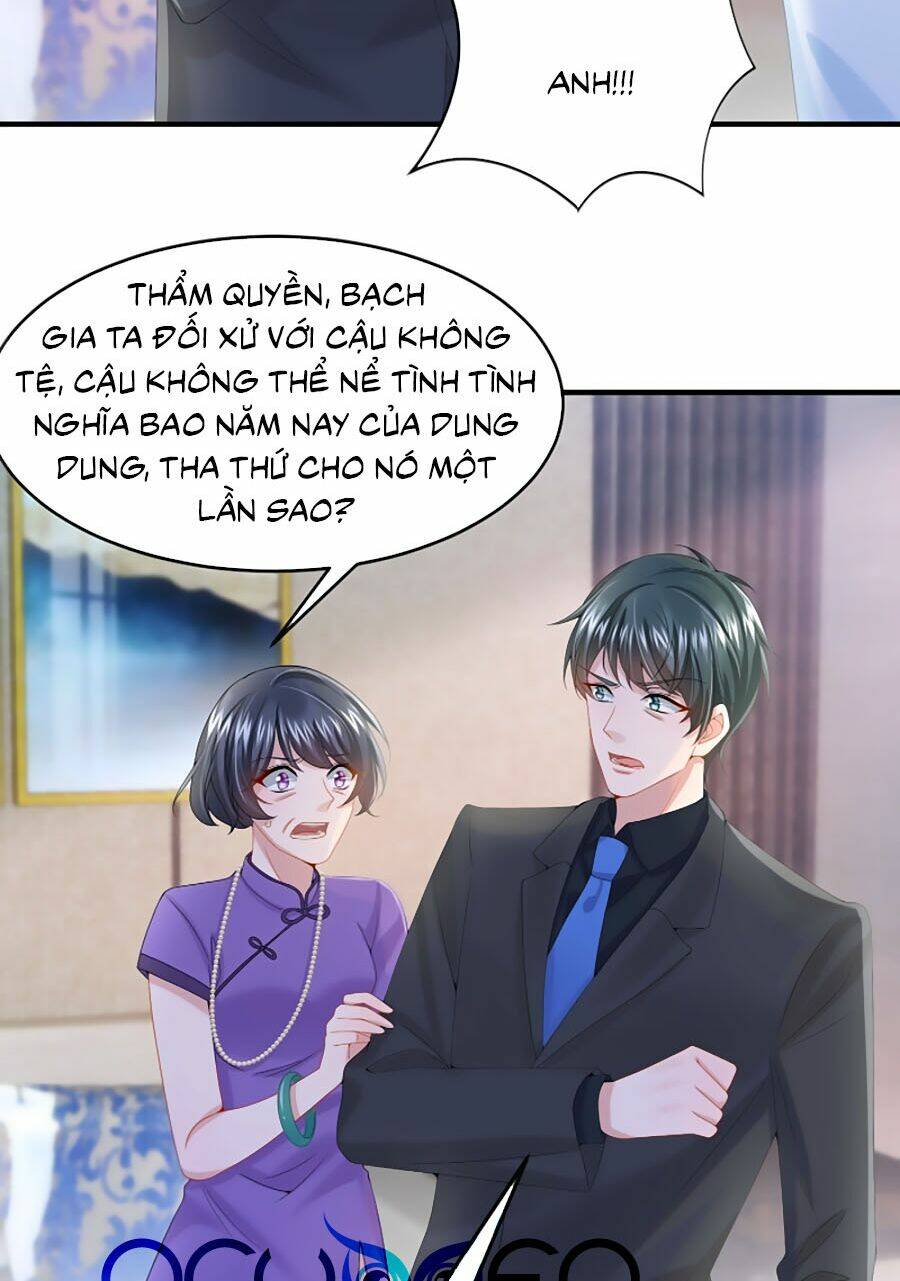 ANH!!!
THẨM QUYỀN, BẠCH
GIA TA ĐỐI XỬ VỚI CẬU KHÔNG
TỆ, CẬU KHÔNG THỂ NỂ TÌNH TÌNH
NGHĨA BAO NĂM NAY CỦA DUNG
DUNG, THA THỨ CHO NÓ MỘT
LẦN SAO?